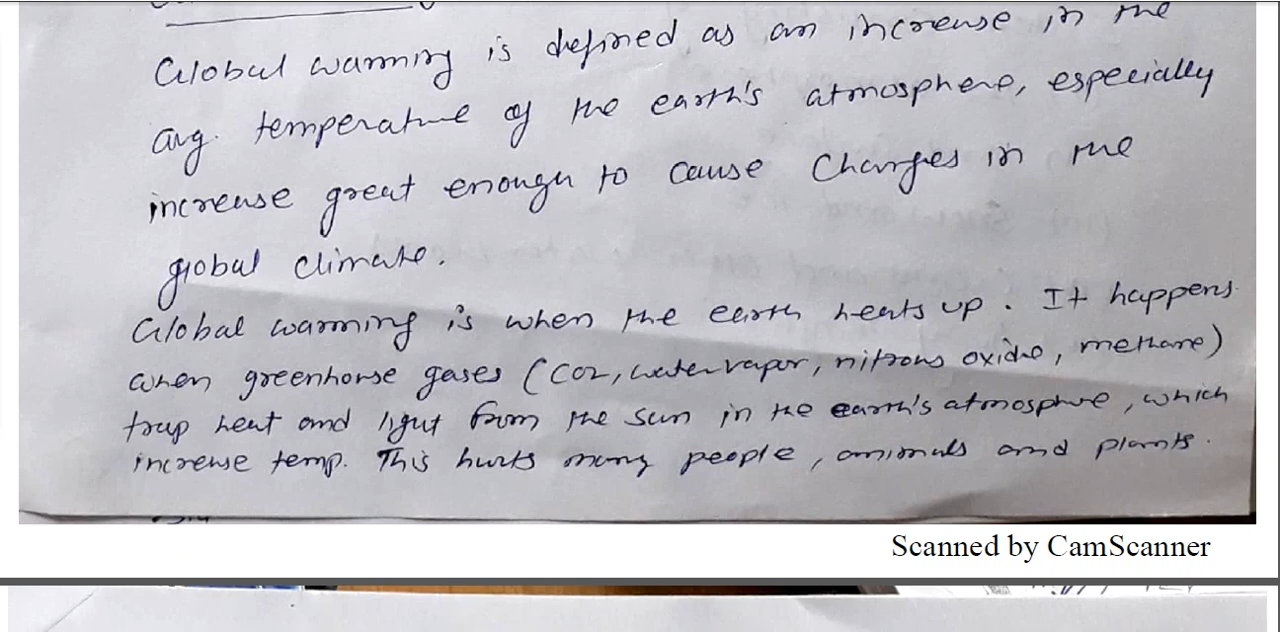 Global warming is defined as an increase in the
avg. temperature of the earth's atmosphere, especially
increase great enough to cause Changes in the
global climate.
Global warming is when the earth heats up. It happens
when greenhouse gases (CO2, water vapor, nitrous oxide, methane)
trap heat and light from the sun in the earth's atmosphere, which
increase temp. This hurts many people, animals and plants.
Scanned by CamScanner